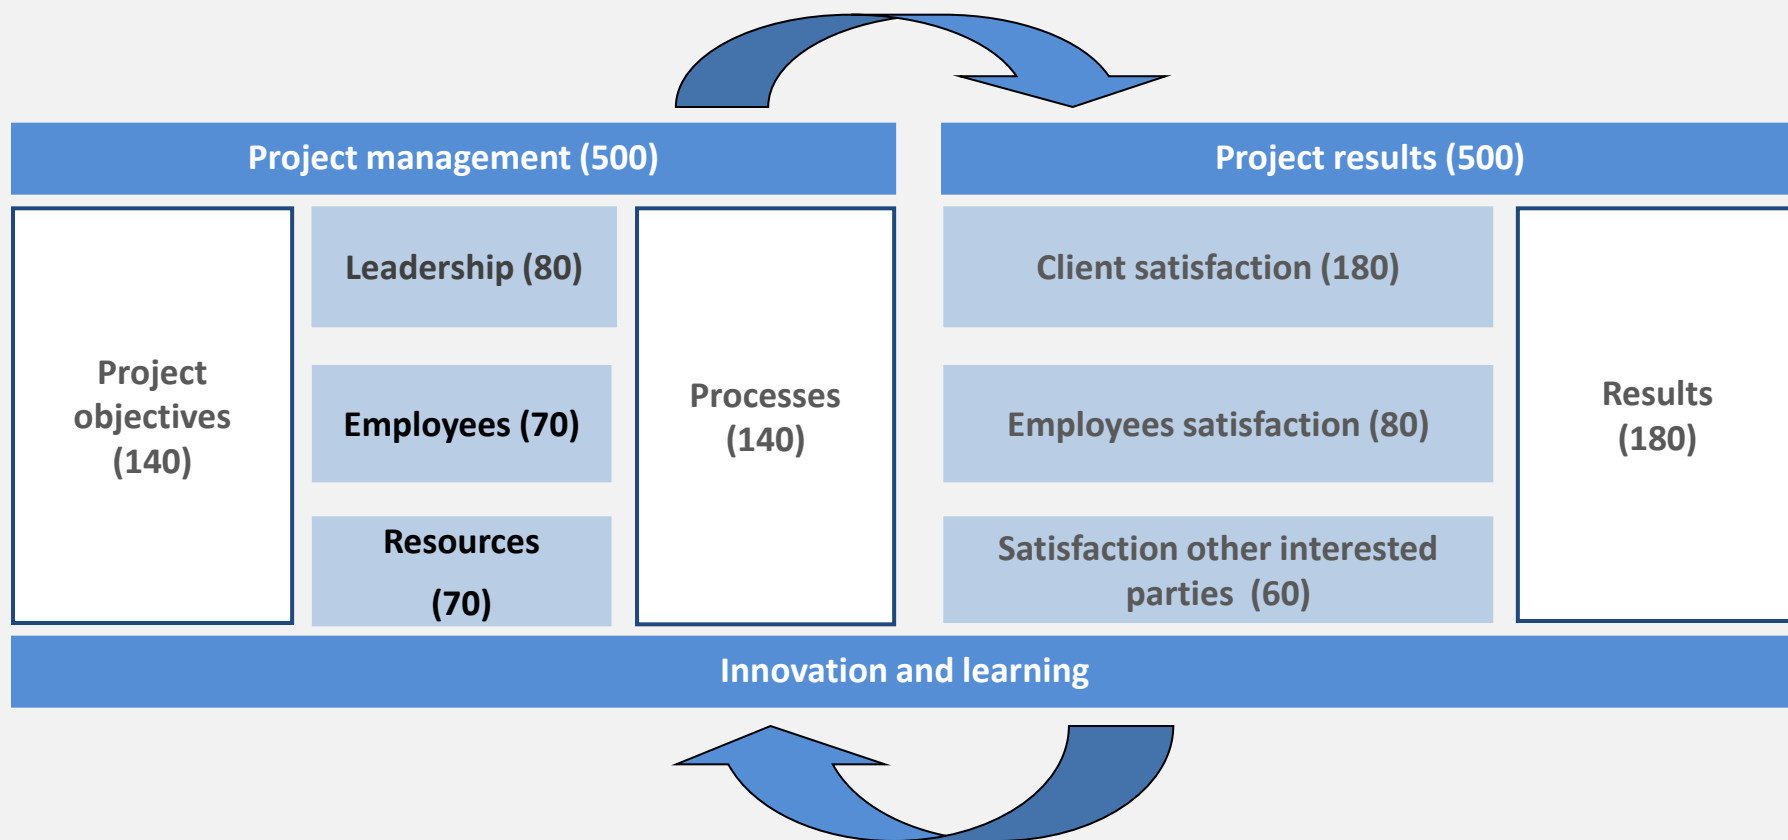 Project management (500)
Project results (500)
Project
objectives
(140)
Leadership (80)
Employees (70)
Resources
(70)
Processes
(140)
Client satisfaction (180)
Employees satisfaction (80)
Satisfaction other interested
parties  (60)
Results
(180)
Innovation and learning